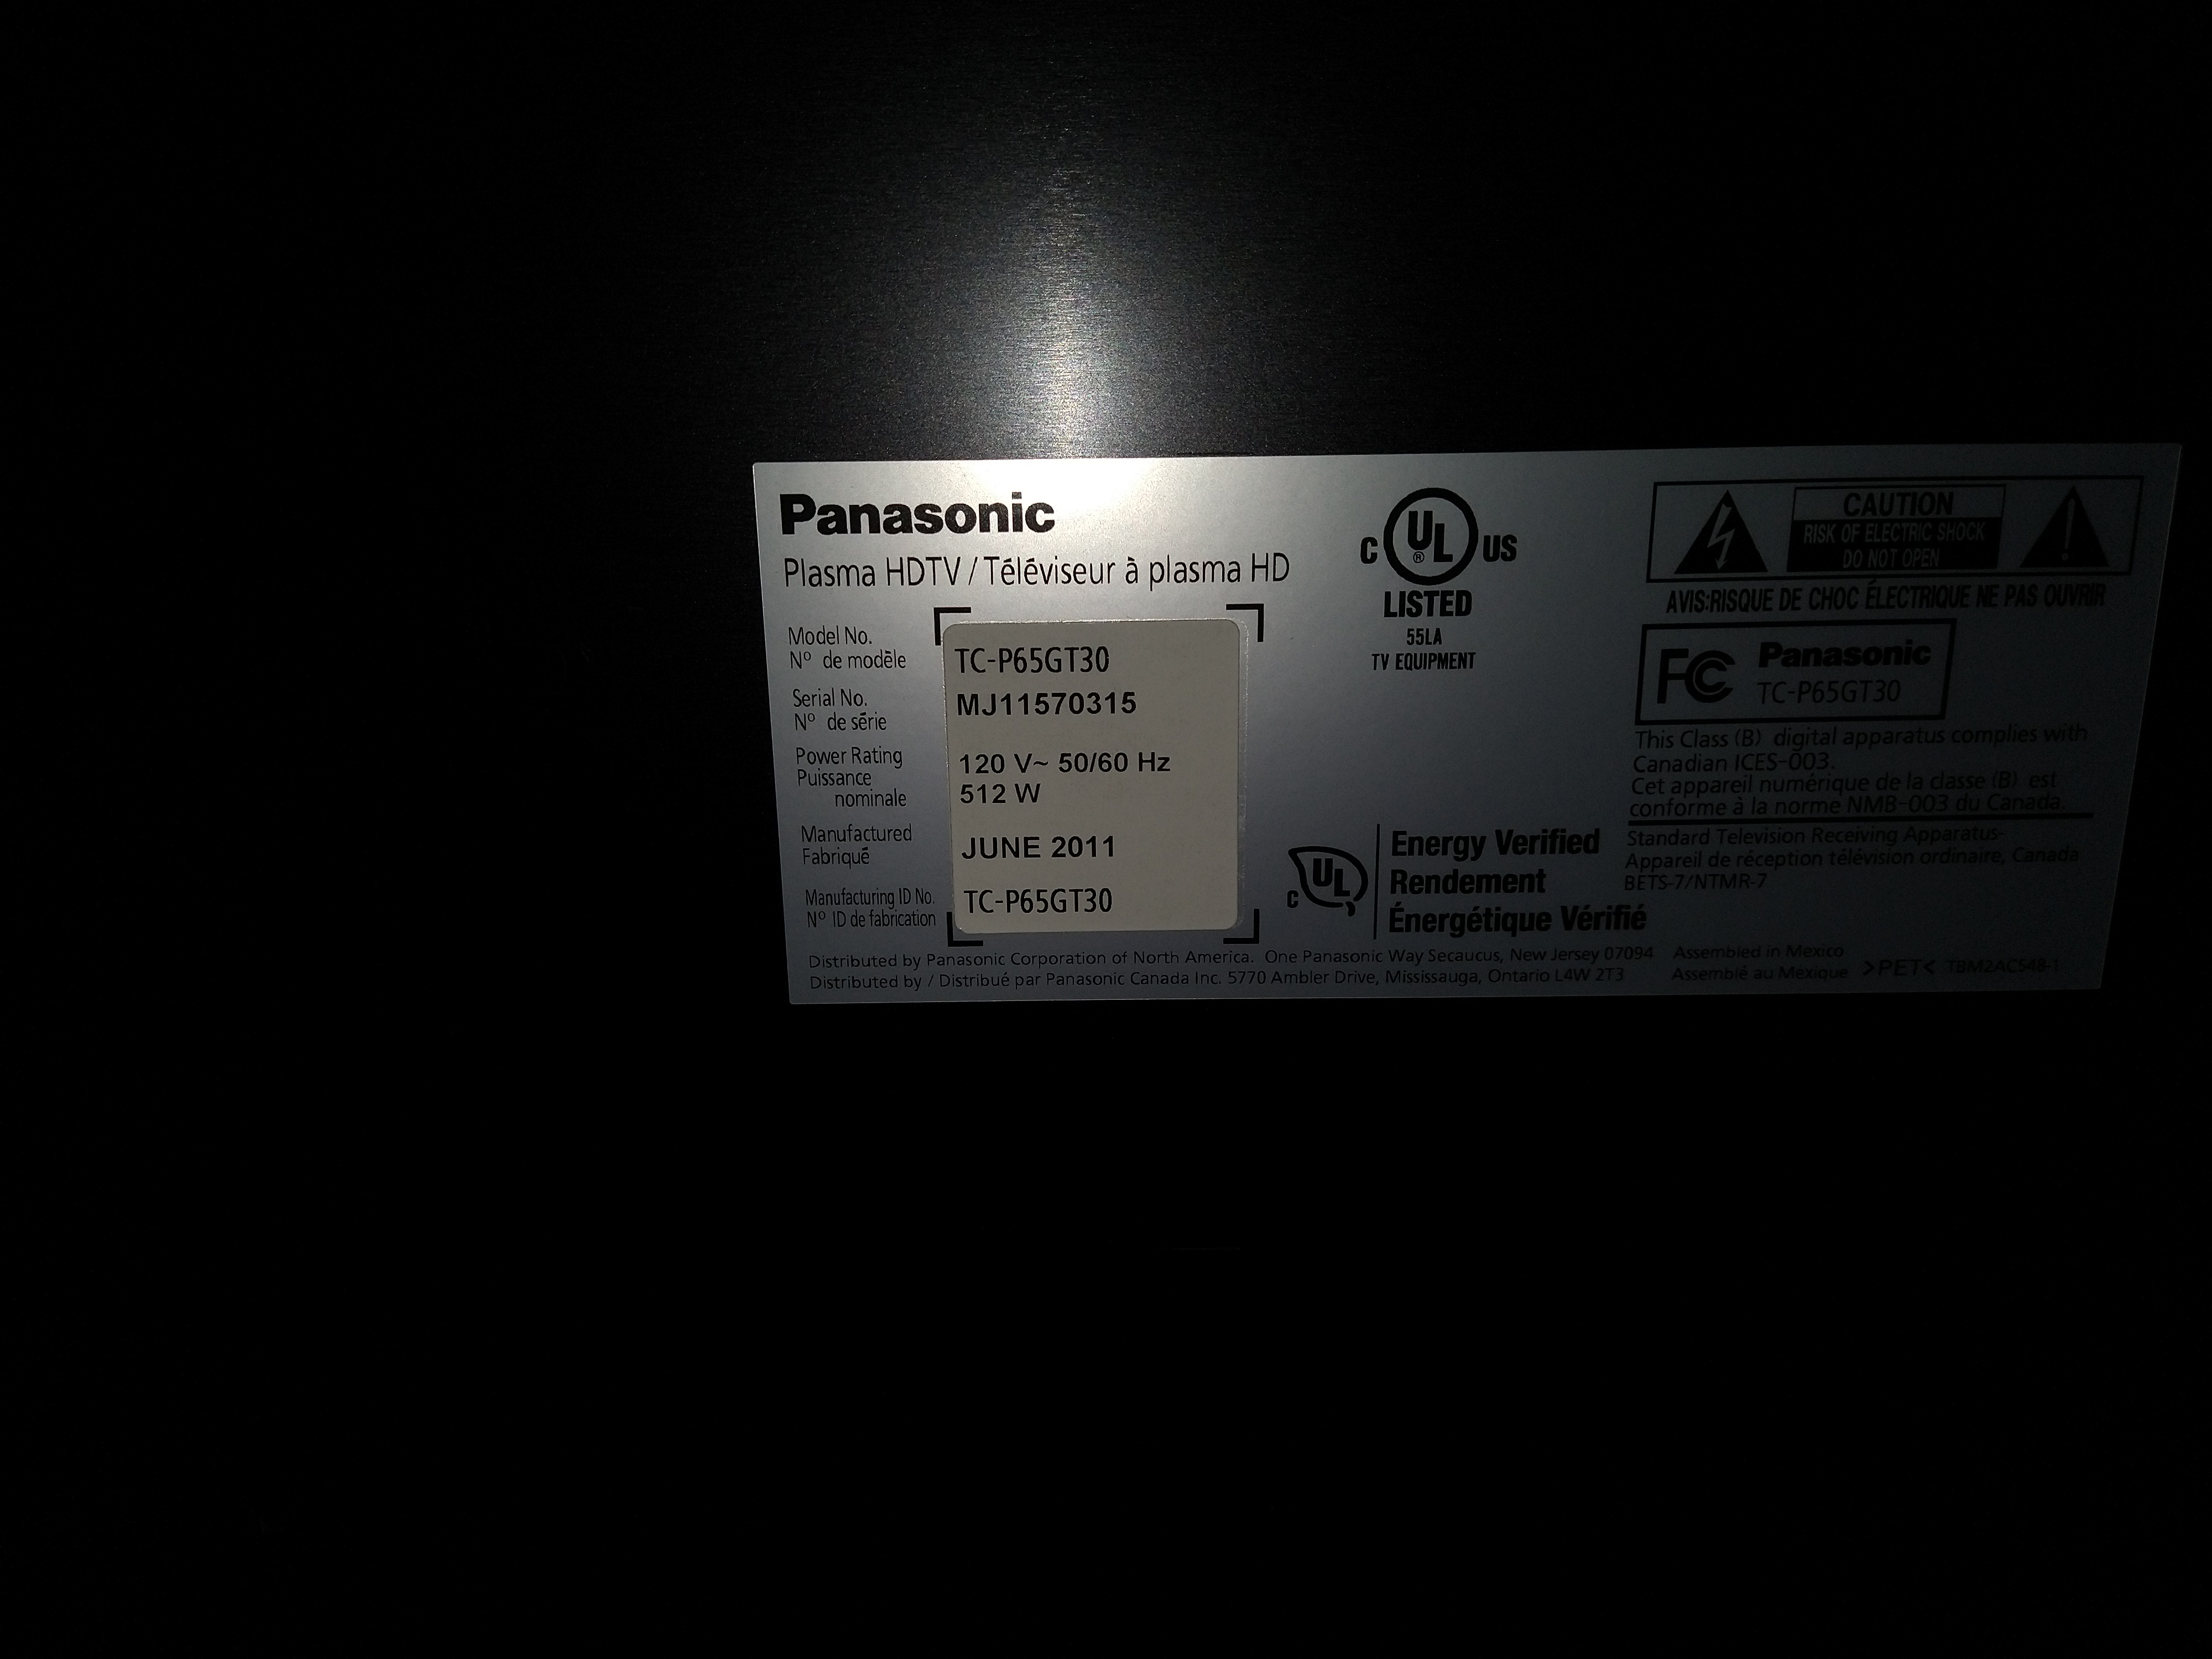 Panasonic
Plasma HDTV / Téléviseur à plasma HD
Model No.
Nº de modèle
TC-P65GT30
Serial No.
Nº de série
MJ11570315
Power Rating
Puissance
nominale
120 V~ 50/60 Hz
512 W
Manufactured
Fabriqué
JUNE 2011
Manufacturing ID No.
Nº ID de fabrication
TC-P65GT30
C UL ® US
LISTED
55LA
TV EQUIPMENT
C UL
Energy Verified
Rendement
Énergétique Vérifié
CAUTION
RISK OF ELECTRIC SHOCK
DO NOT OPEN
AVIS:RISQUE DE CHOC ÉLECTRIQUE NE PAS OUVRIR
FC Panasonic
TC-P65GT30
This Class (B) digital apparatus complies with
Canadian ICES-003.
Cet appareil numérique de la classe (B) est
conforme à la norme NMB-003 du Canada.
Standard Television Receiving Apparatus-
Appareil de réception télévision ordinaire, Canada
BETS-7/NTMR-7
Distributed by Panasonic Corporation of North America. One Panasonic Way Secaucus, New Jersey 07094
Distributed by / Distribué par Panasonic Canada Inc. 5770 Ambler Drive, Mississauga, Ontario L4W 2T3
Assembled in Mexico
Assemblé au Mexique >PET< TBM2AC548-1